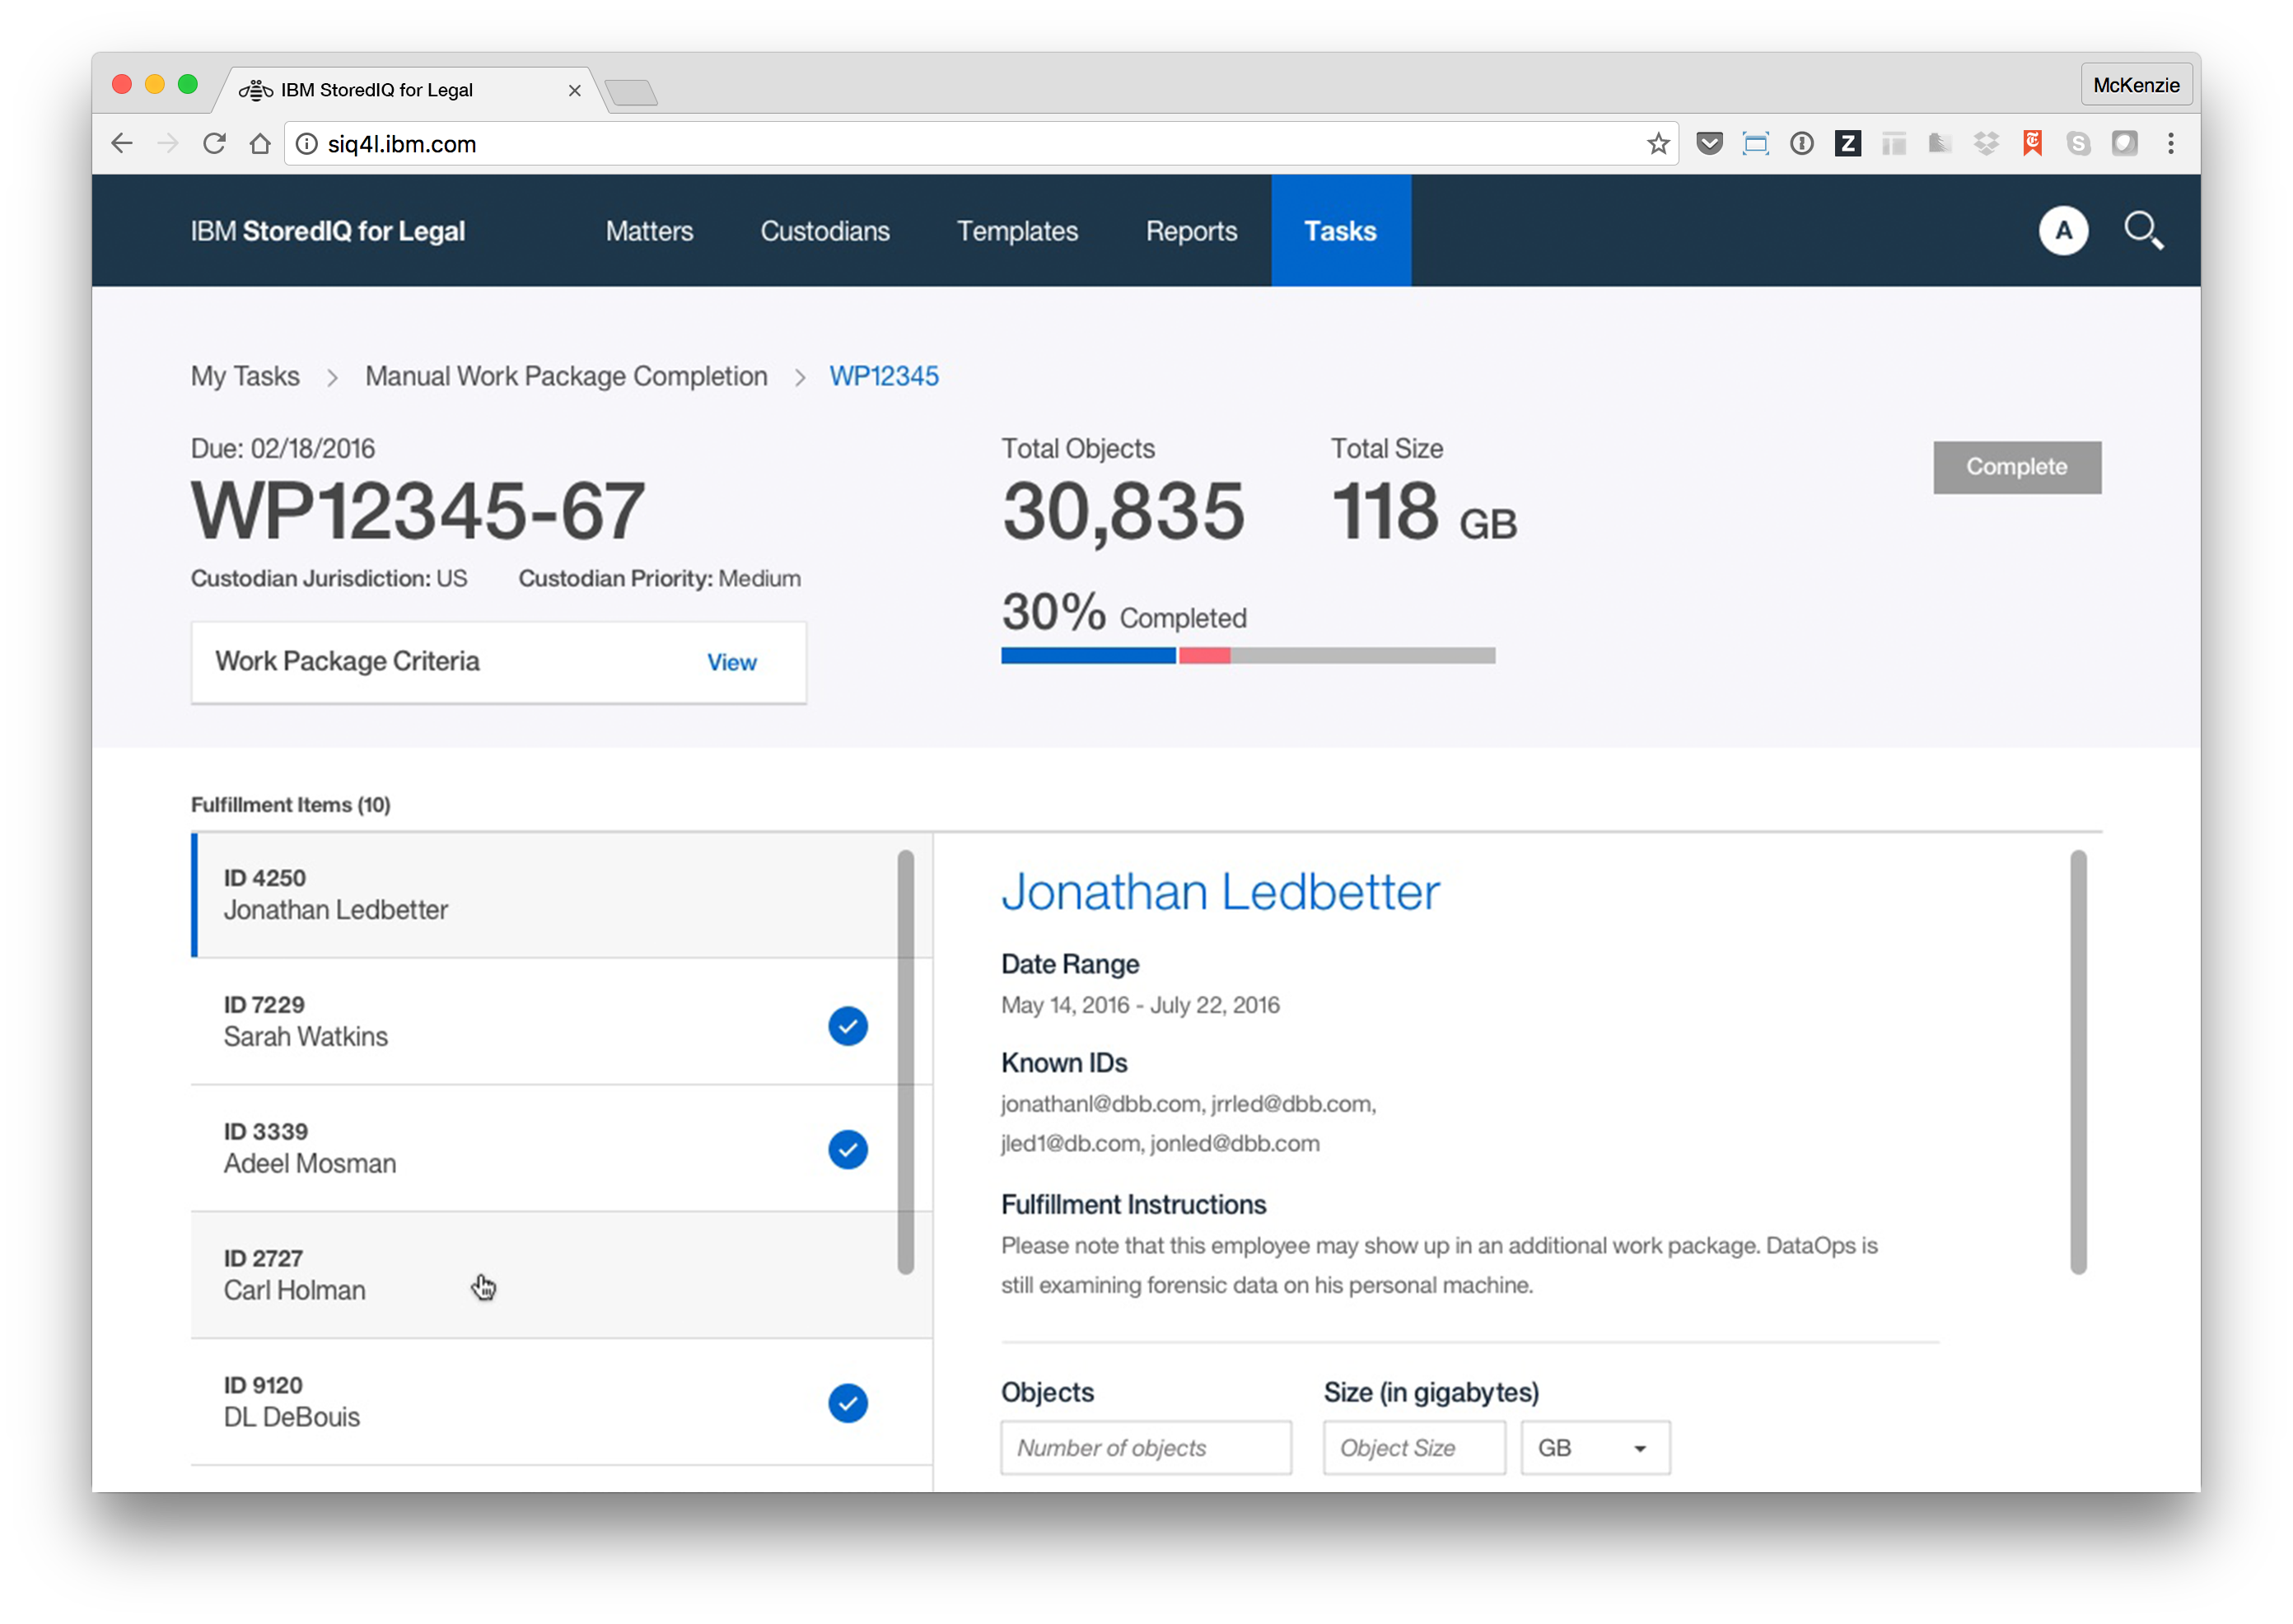 IBM StoredIQ for Legal
McKenzie
siq4l.ibm.com
IBM StoredIQ for Legal
Matters
Custodians
Templates
Reports
Tasks
A
My Tasks > Manual Work Package Completion > WP12345
Due: 02/18/2016
WP12345-67
Custodian Jurisdiction: US
Custodian Priority: Medium
Work Package Criteria
View
Total Objects
30,835
Total Size
118 GB
30% Completed
Complete
Fulfillment Items (10)
ID 4250
Jonathan Ledbetter
ID 7229
Sarah Watkins
ID 3339
Adeel Mosman
ID 2727
Carl Holman
ID 9120
DL DeBouis
Jonathan Ledbetter
Date Range
May 14, 2016 - July 22, 2016
Known IDs
jonathanl@dbb.com, jrrled@dbb.com,
jled1@db.com, jonled@dbb.com
Fulfillment Instructions
Please note that this employee may show up in an additional work package. DataOps is
still examining forensic data on his personal machine.
Objects
Number of objects
Size (in gigabytes)
Object Size
GB